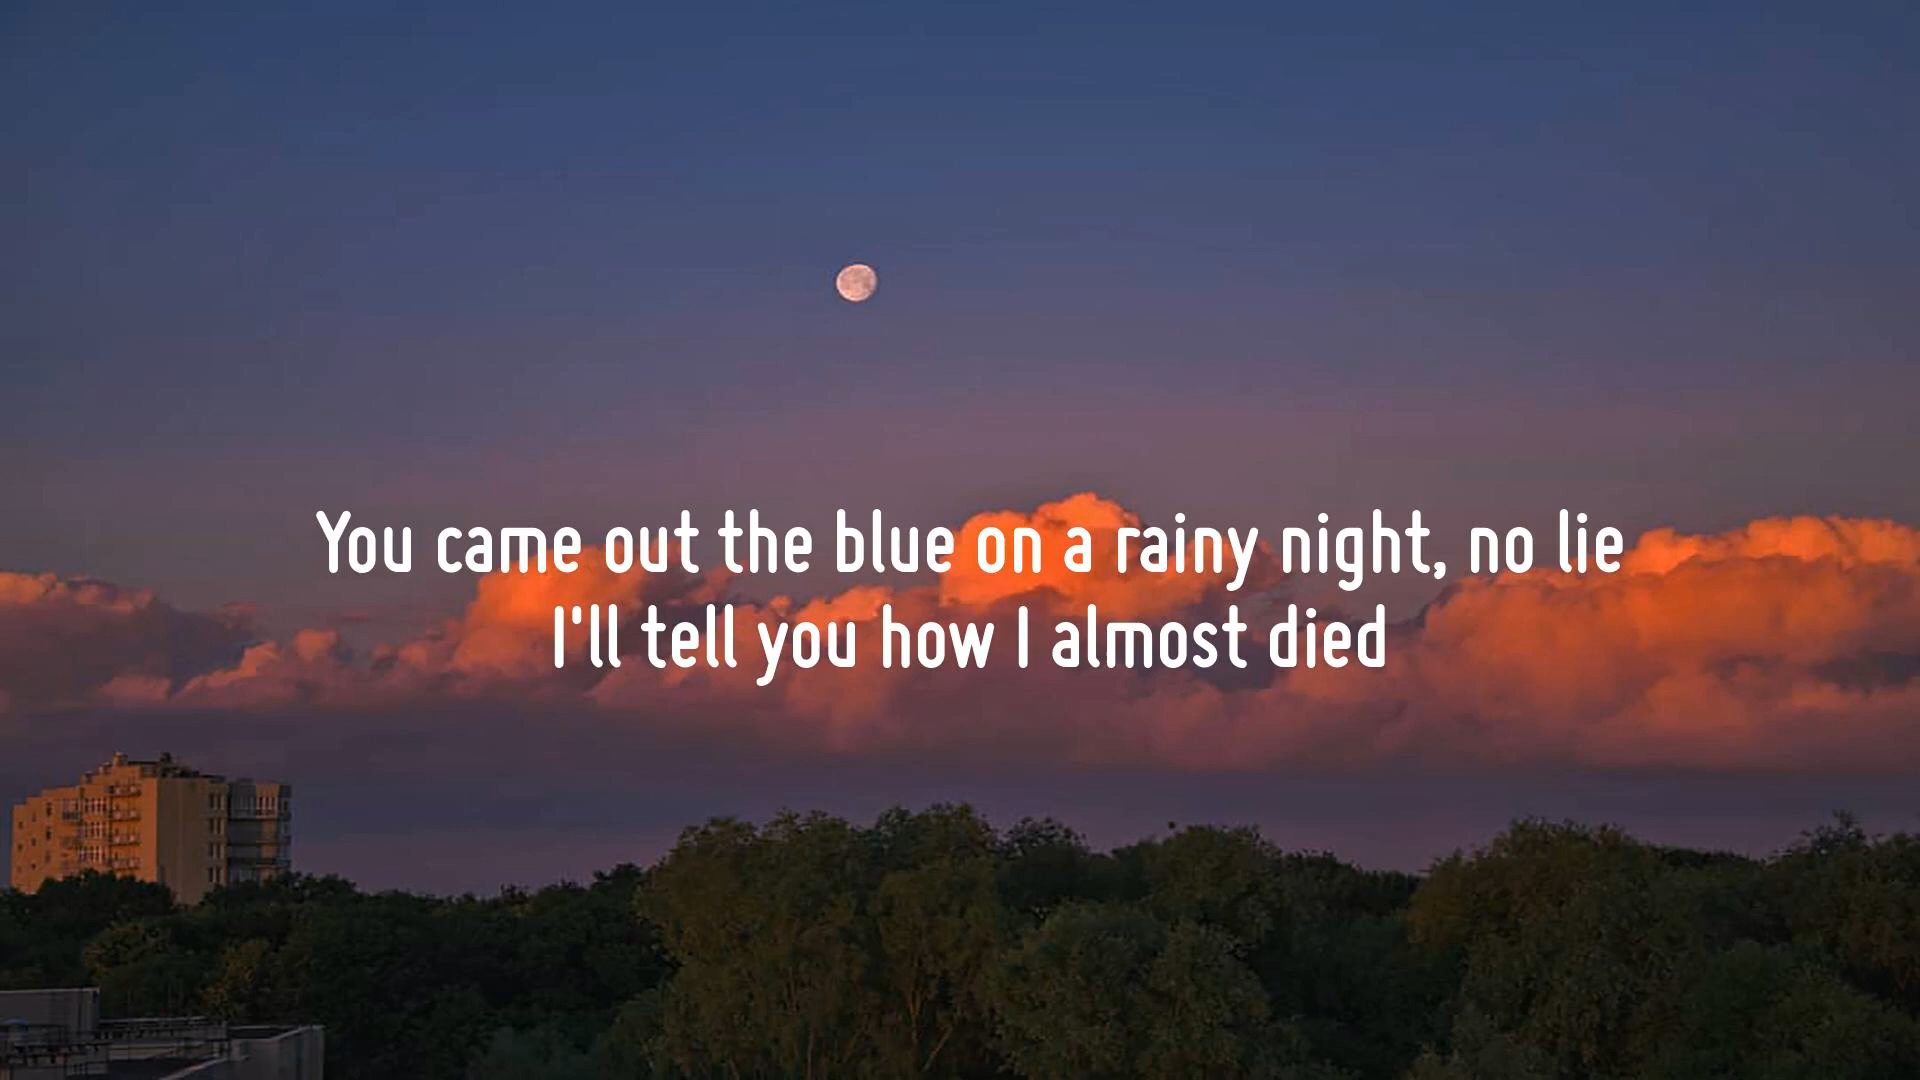 You came out the blue on a rainy night, no lie
I'll tell you how I almost died